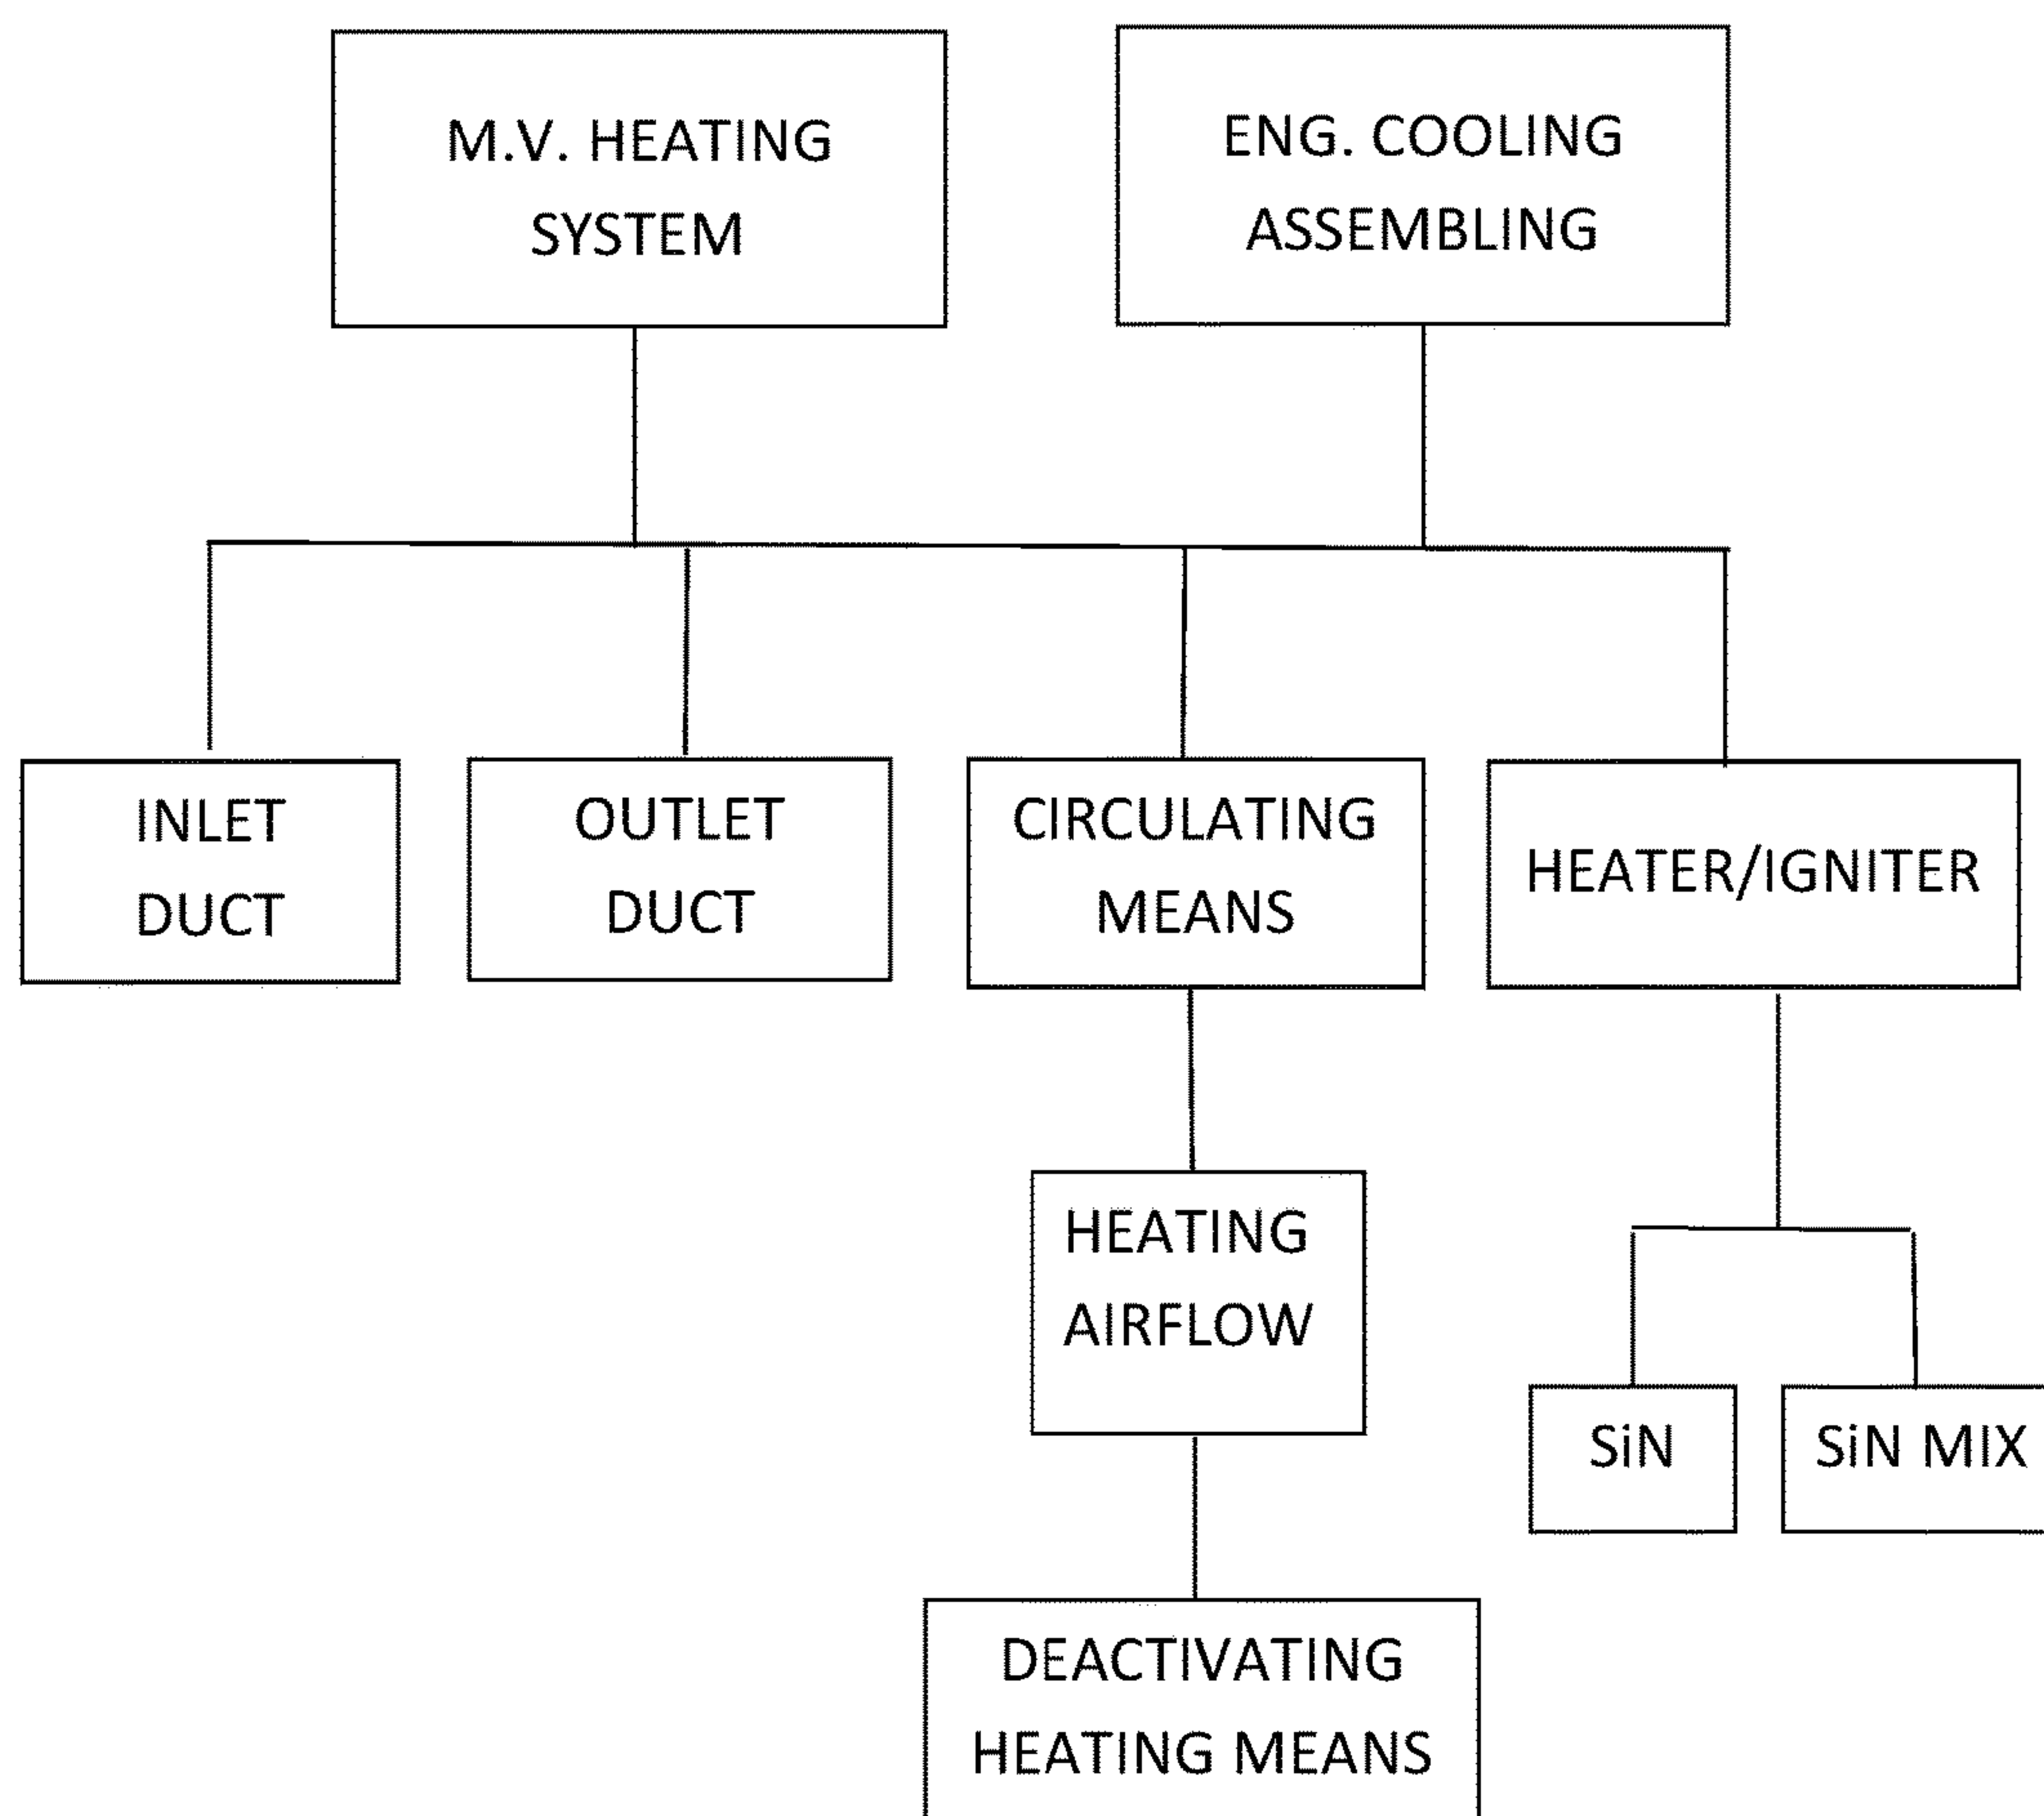 M.V. HEATING
SYSTEM
ENG. COOLING
ASSEMBLING
INLET
DUCT
OUTLET
DUCT
CIRCULATING
MEANS
HEATER/IGNITER
HEATING
AIRFLOW
SiN
SiN MIX
DEACTIVATING
HEATING MEANS